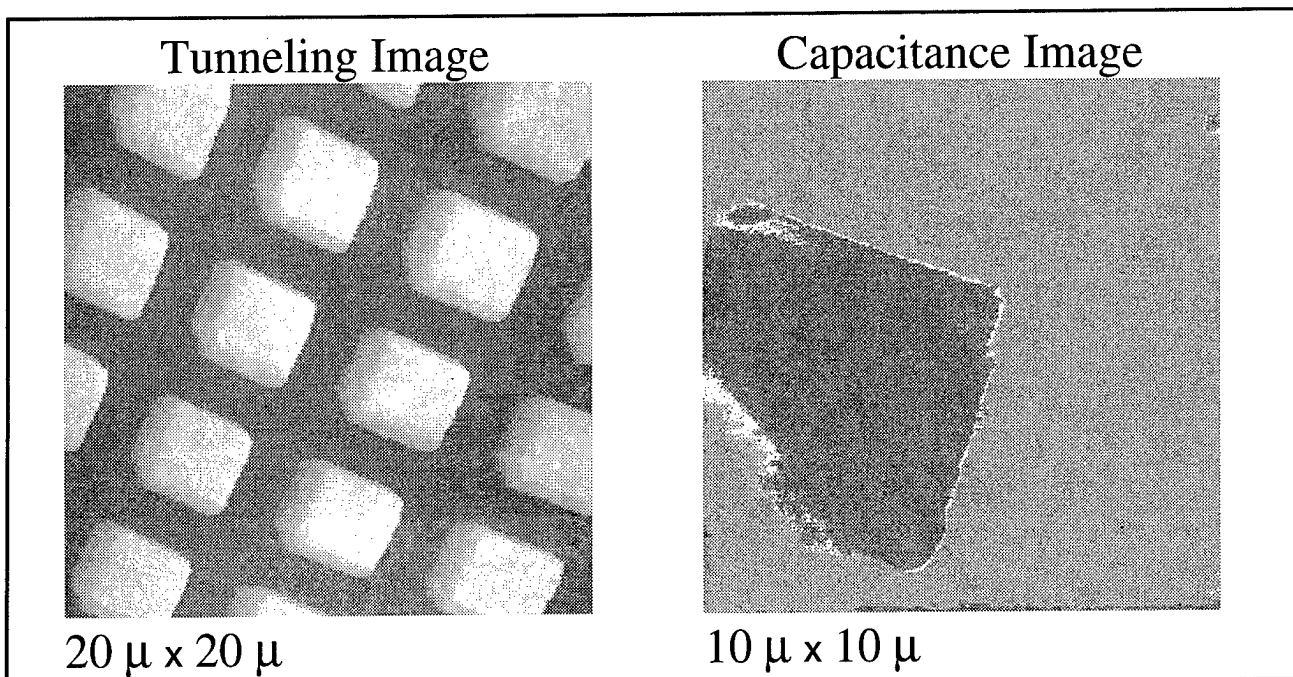 Tunneling Image
Capacitance Image
20 μ x 20 μ
10 μ x 10 μ